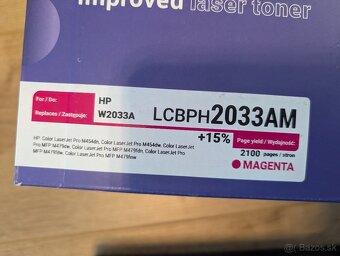 improved laser toner
For / Do:
HP
Replaces / Zastępuje:
W2033A
LCBPH2033AM
+15%
Page yield / Wydajność:
2100 pages / stron
MAGENTA
HP: Color LaserJet Pro M454dn, Color LaserJet Pro M454dw, Color LaserJet
Pro MFP M479dw, Color LaserJet Pro MFP M479fdn, Color LaserJet Pro
MFP M479fdw, Color LaserJet Pro MFP M479fnw
Bazos.sk